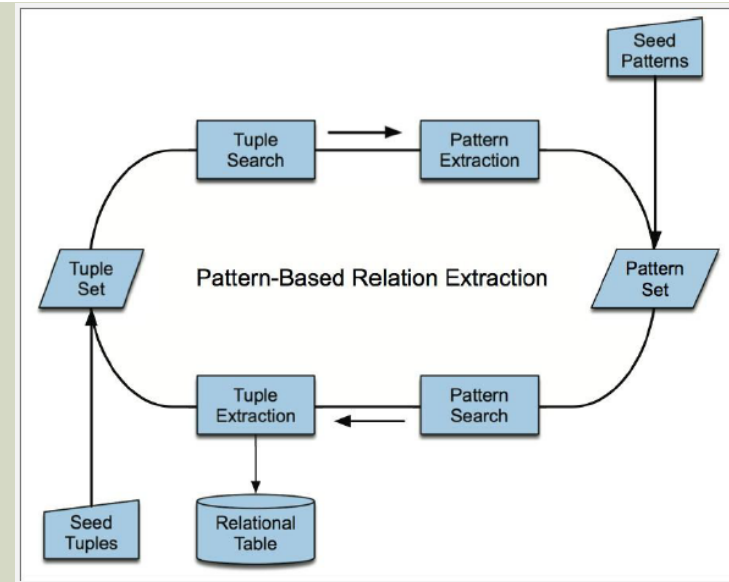 Seed
Patterns
Tuple
Search
Pattern
Extraction
Tuple
Set
Pattern-Based Relation Extraction
Pattern
Set
Tuple
Extraction
Pattern
Search
Seed
Tuples
Relational
Table